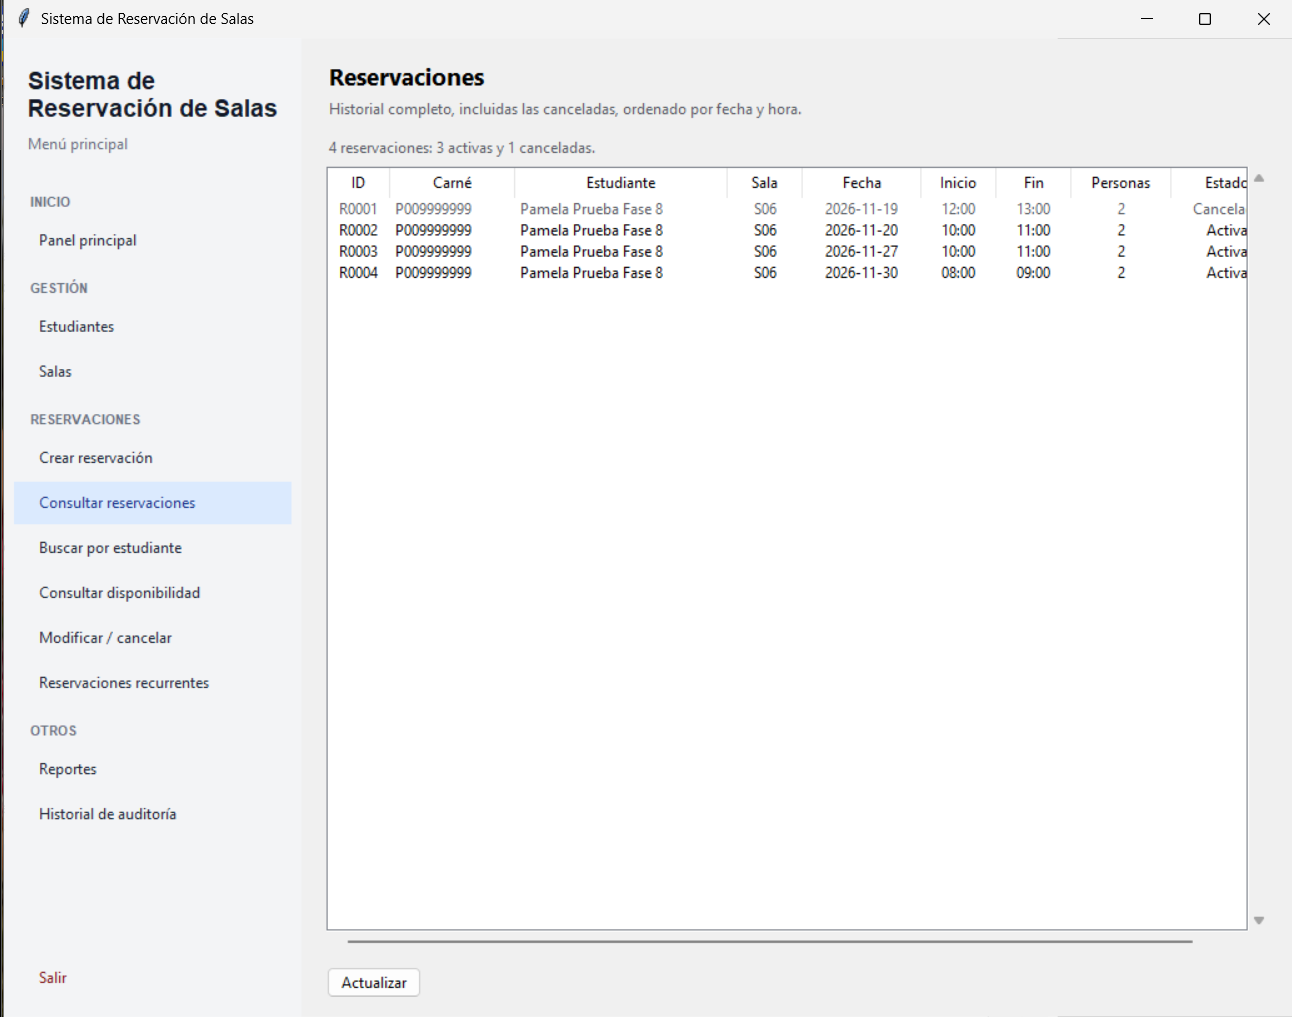 Sistema de Reservación de Salas
Sistema de
Reservación de Salas
Menú principal
INICIO
Panel principal
GESTIÓN
Estudiantes
Salas
RESERVACIONES
Crear reservación
Consultar reservaciones
Buscar por estudiante
Consultar disponibilidad
Modificar / cancelar
Reservaciones recurrentes
OTROS
Reportes
Historial de auditoría
Salir
Reservaciones
Historial completo, incluidas las canceladas, ordenado por fecha y hora.
4 reservaciones: 3 activas y 1 canceladas.
ID Carné Estudiante Sala Fecha Inicio Fin Personas Estado
R0001 P009999999 Pamela Prueba Fase 8 S06 2026-11-19 12:00 13:00 2 Cancela
R0002 P009999999 Pamela Prueba Fase 8 S06 2026-11-20 10:00 11:00 2 Activa
R0003 P009999999 Pamela Prueba Fase 8 S06 2026-11-27 10:00 11:00 2 Activa
R0004 P009999999 Pamela Prueba Fase 8 S06 2026-11-30 08:00 09:00 2 Activa
Actualizar